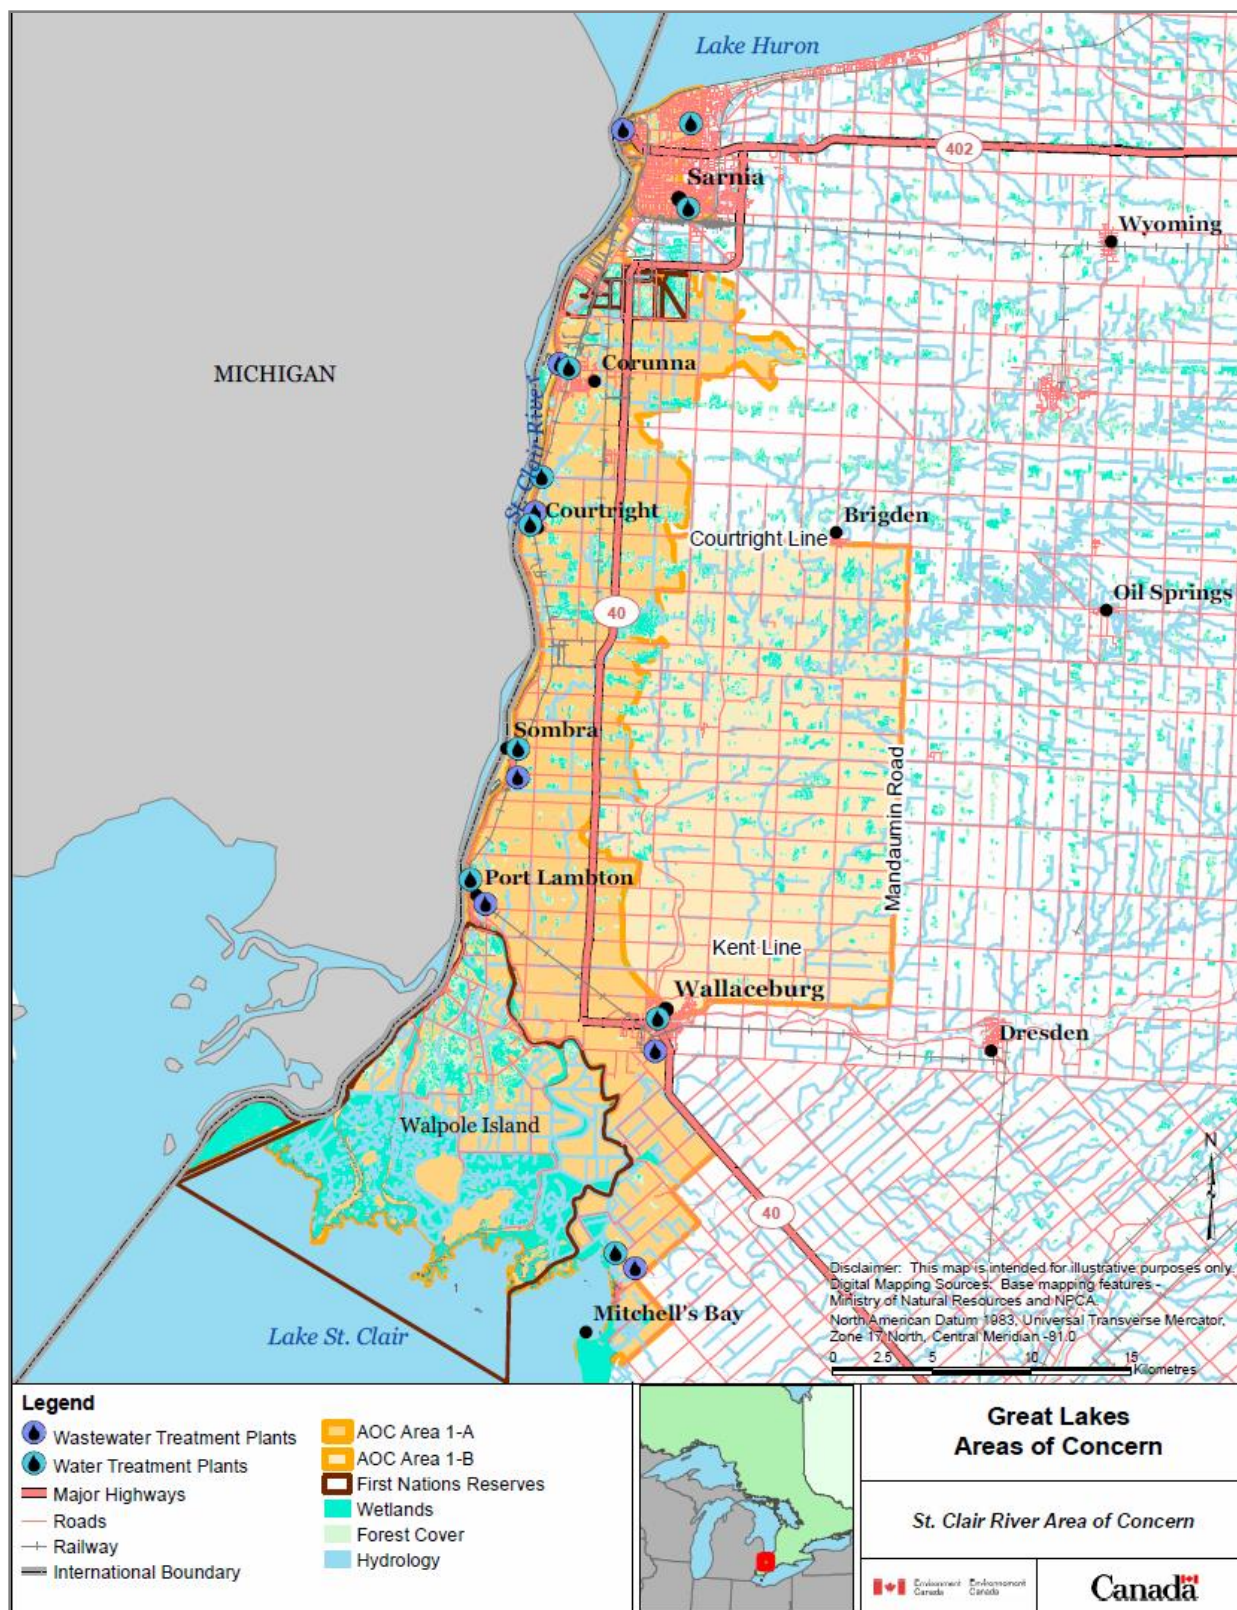 Lake Huron
402
Sarnia
Wyoming
MICHIGAN
Corunna
St. Clair River
Courtright
Brigden
Courtright Line
Oil Springs
40
Sombra
Mandaumin Road
Port Lambton
Kent Line
Wallaceburg
Dresden
Walpole Island
N
40
Disclaimer: This map is intended for illustrative purposes only.
Digital Mapping Sources: Base mapping features -
Ministry of Natural Resources and NPCA.
North American Datum 1983, Universal Transverse Mercator,
Zone 17 North, Central Meridian -81.0
Mitchell's Bay
Lake St. Clair
0 2.5 5 10 15
Kilometres
Legend
Wastewater Treatment Plants
Water Treatment Plants
Major Highways
Roads
Railway
International Boundary
AOC Area 1-A
AOC Area 1-B
First Nations Reserves
Wetlands
Forest Cover
Hydrology
Great Lakes
Areas of Concern
St. Clair River Area of Concern
Environment Environnement
Canada Canada
Canada